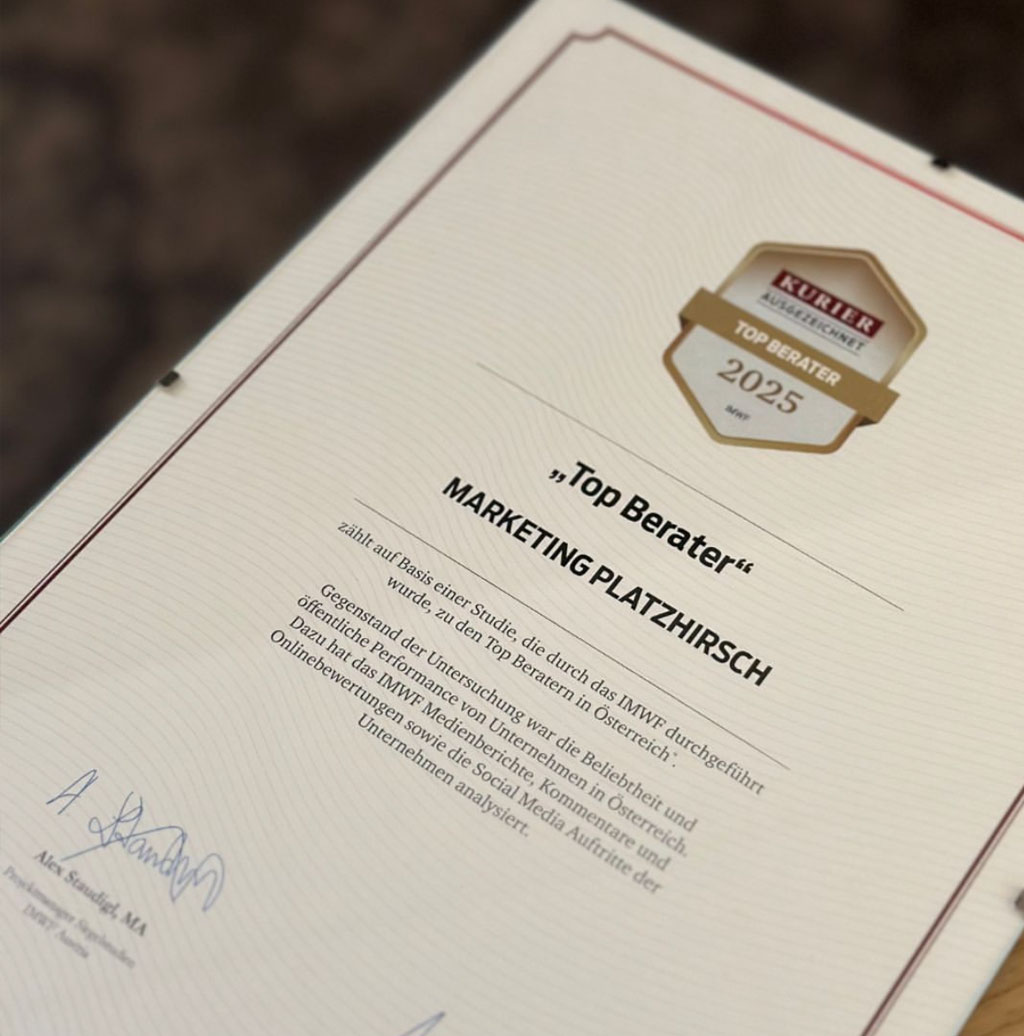 KURIER
AUSGEZEICHNET
TOP BERATER
2025
IMWF
„Top Berater“
MARKETING PLATZHIRSCH
zählt auf Basis einer Studie, die durch das IMWF durchgeführt
wurde, zu den Top Beratern in Österreich*.
Gegenstand der Untersuchung war die Beliebtheit und
öffentliche Performance von Unternehmen in Österreich.
Dazu hat das IMWF Medienberichte, Kommentare und
Onlinebewertungen sowie die Social Media Auftritte der
Unternehmen analysiert.
Alex Staudigl, MA
IMWF Austria